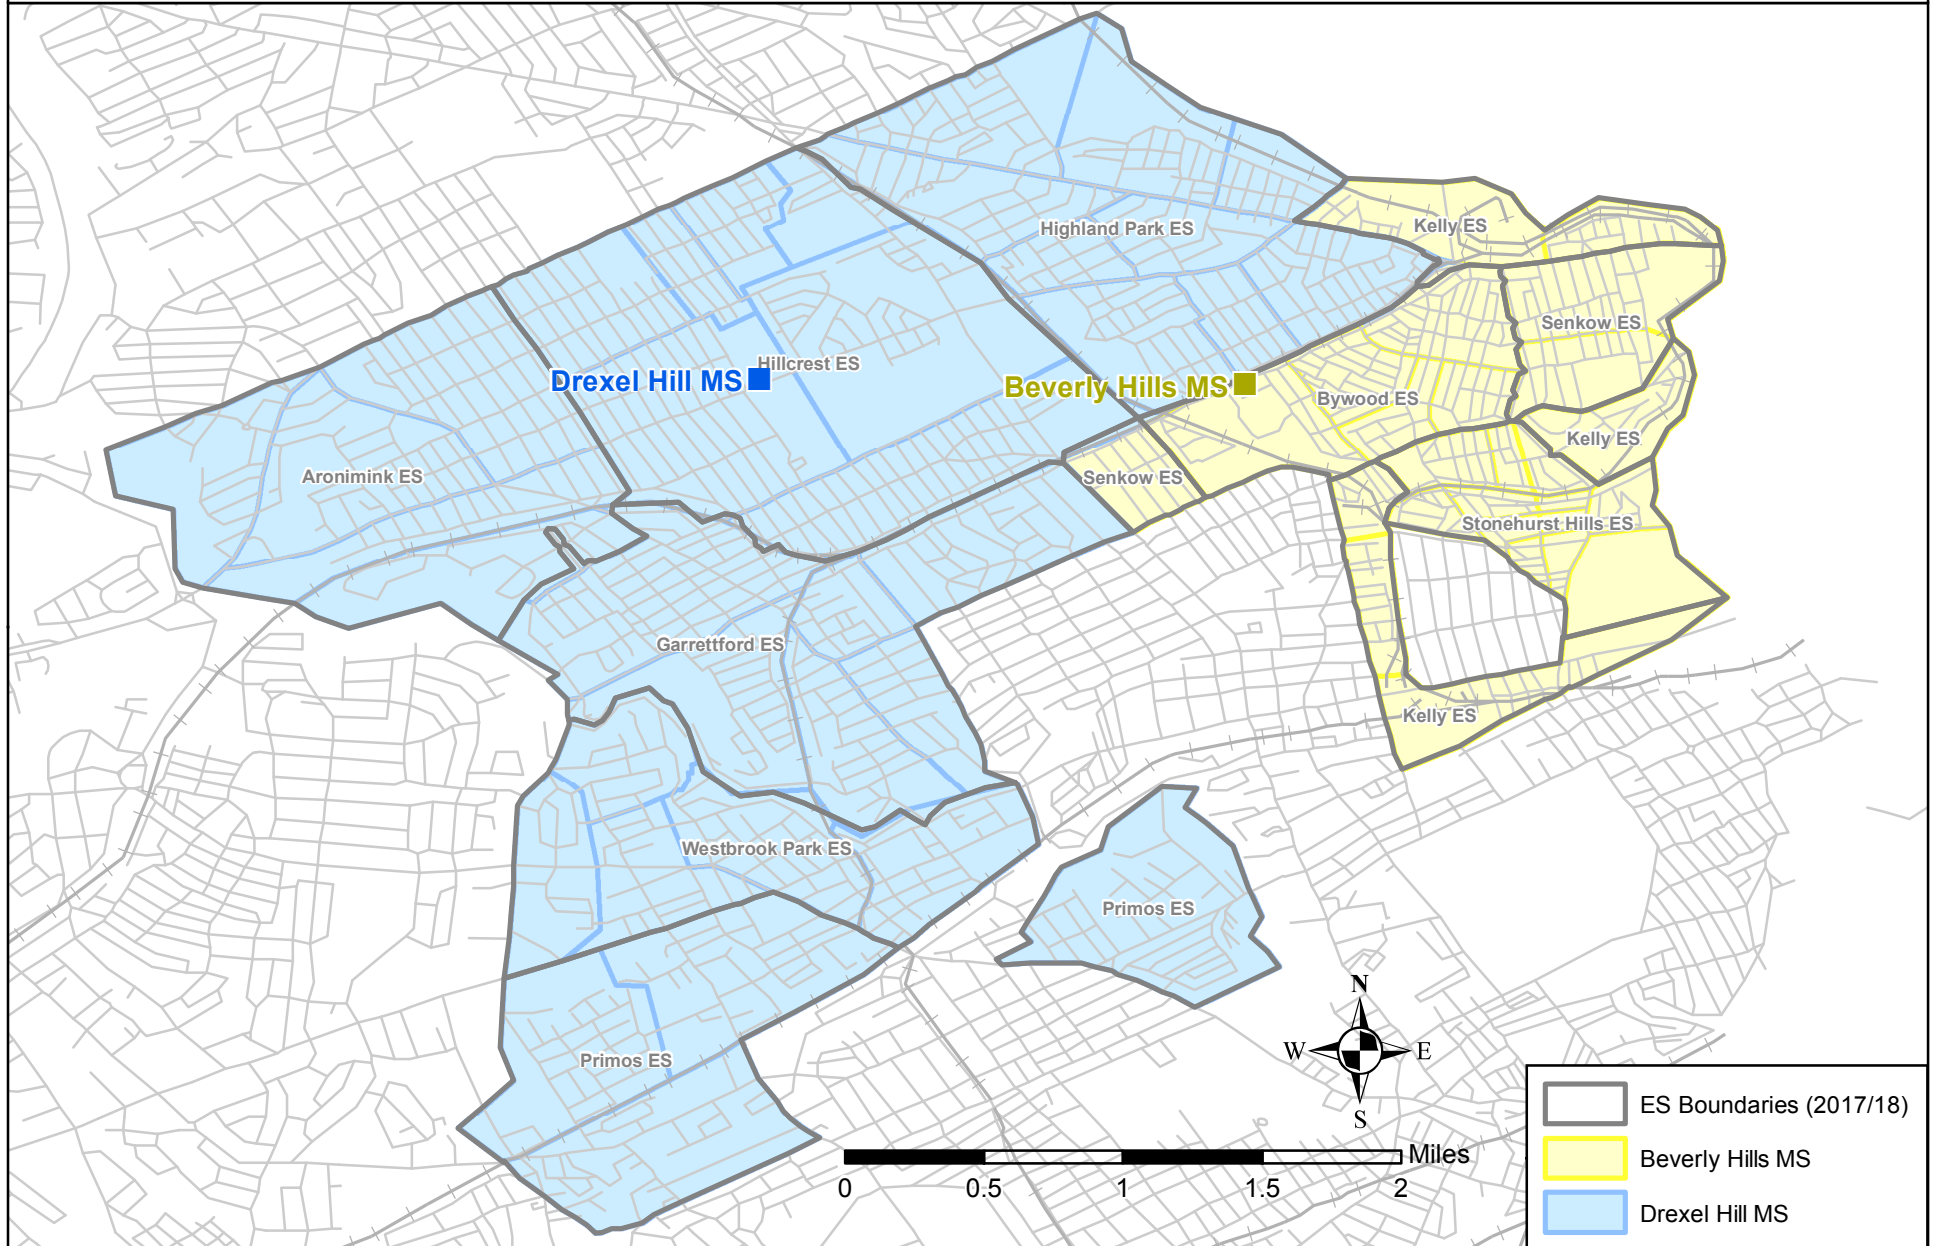 Highland Park ES
Kelly ES
Senkow ES
Hillcrest ES
Drexel Hill MS
Beverly Hills MS
Bywood ES
Kelly ES
Aronimink ES
Senkow ES
Stonehurst Hills ES
Garrettford ES
Kelly ES
Westbrook Park ES
Primos ES
Primos ES
N
W
E
S
Miles
0
0.5
1
1.5
2
ES Boundaries (2017/18)
Beverly Hills MS
Drexel Hill MS